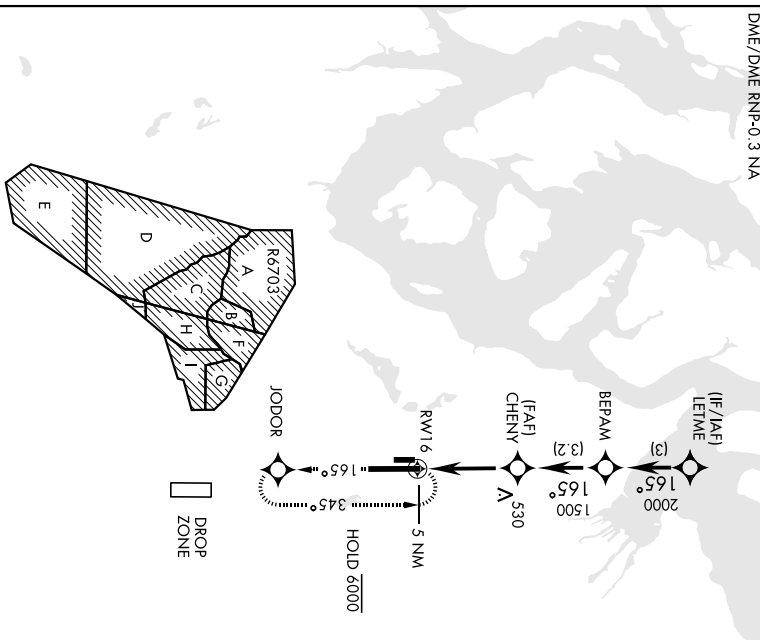 DME/DME RNP-0.3 NA
(IF/IAF)
LETME
(3)
165°
2000
BEPAM
(3.2)
165°
1500
(FAF)
CHENY
530
RW16
165°
345°
5 NM
HOLD 6000
JODOR
DROP
ZONE
R6703
A
B
C
D
E
F
G
H
I
J